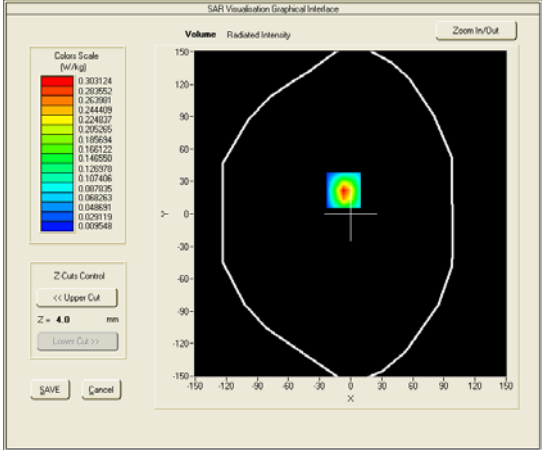 SAR Visualisation Graphical Interface
Volume Radiated Intensity
Zoom In/Out
Colors Scale
(W/kg)
0.303124
0.283552
0.263981
0.244409
0.224837
0.205265
0.185694
0.166122
0.146550
0.126978
0.107406
0.087835
0.068263
0.048691
0.029119
0.009548
Z-Cuts Control
<< Upper Cut
Z = 4.0 mm
Lower Cut >>
SAVE Cancel
150
120
90
60
30
0
-30
-60
-90
-120
-150
Y
-150 -120 -90 -60 -30 0 30 60 90 120 150
X